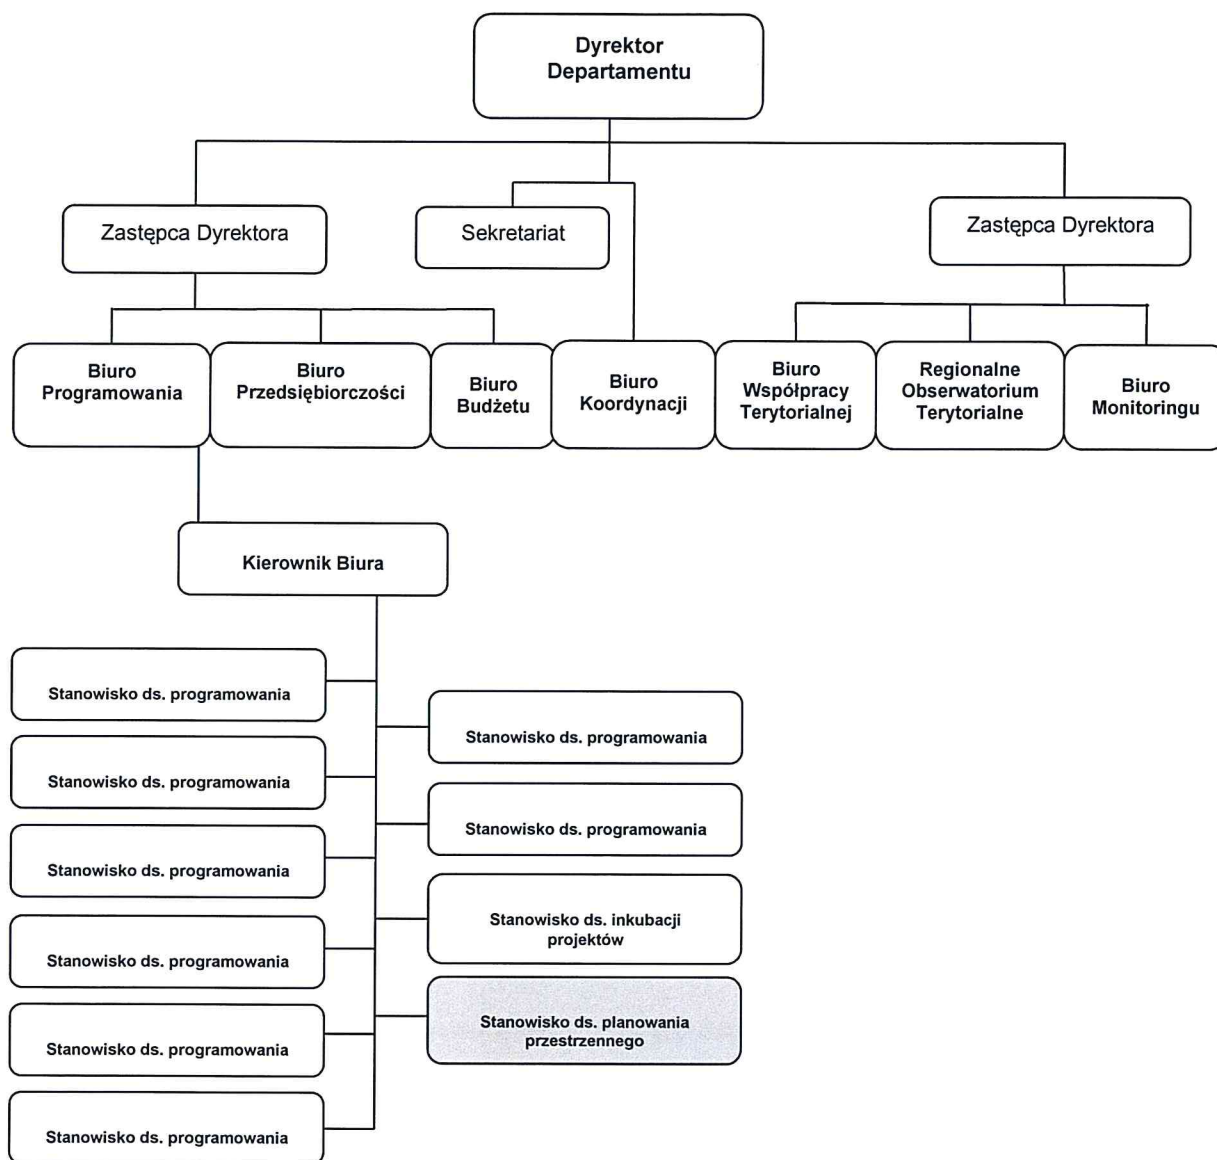 Dyrektor
Departamentu
Zastępca Dyrektora
Sekretariat
Zastępca Dyrektora
Biuro
Programowania
Biuro
Przedsiębiorczości
Biuro
Budżetu
Biuro
Koordynacji
Biuro
Współpracy
Terytorialnej
Regionalne
Obserwatorium
Terytorialne
Biuro
Monitoringu
Kierownik Biura
Stanowisko ds. programowania
Stanowisko ds. programowania
Stanowisko ds. programowania
Stanowisko ds. programowania
Stanowisko ds. programowania
Stanowisko ds. programowania
Stanowisko ds. programowania
Stanowisko ds. programowania
Stanowisko ds. inkubacji
projektów
Stanowisko ds. planowania
przestrzennego